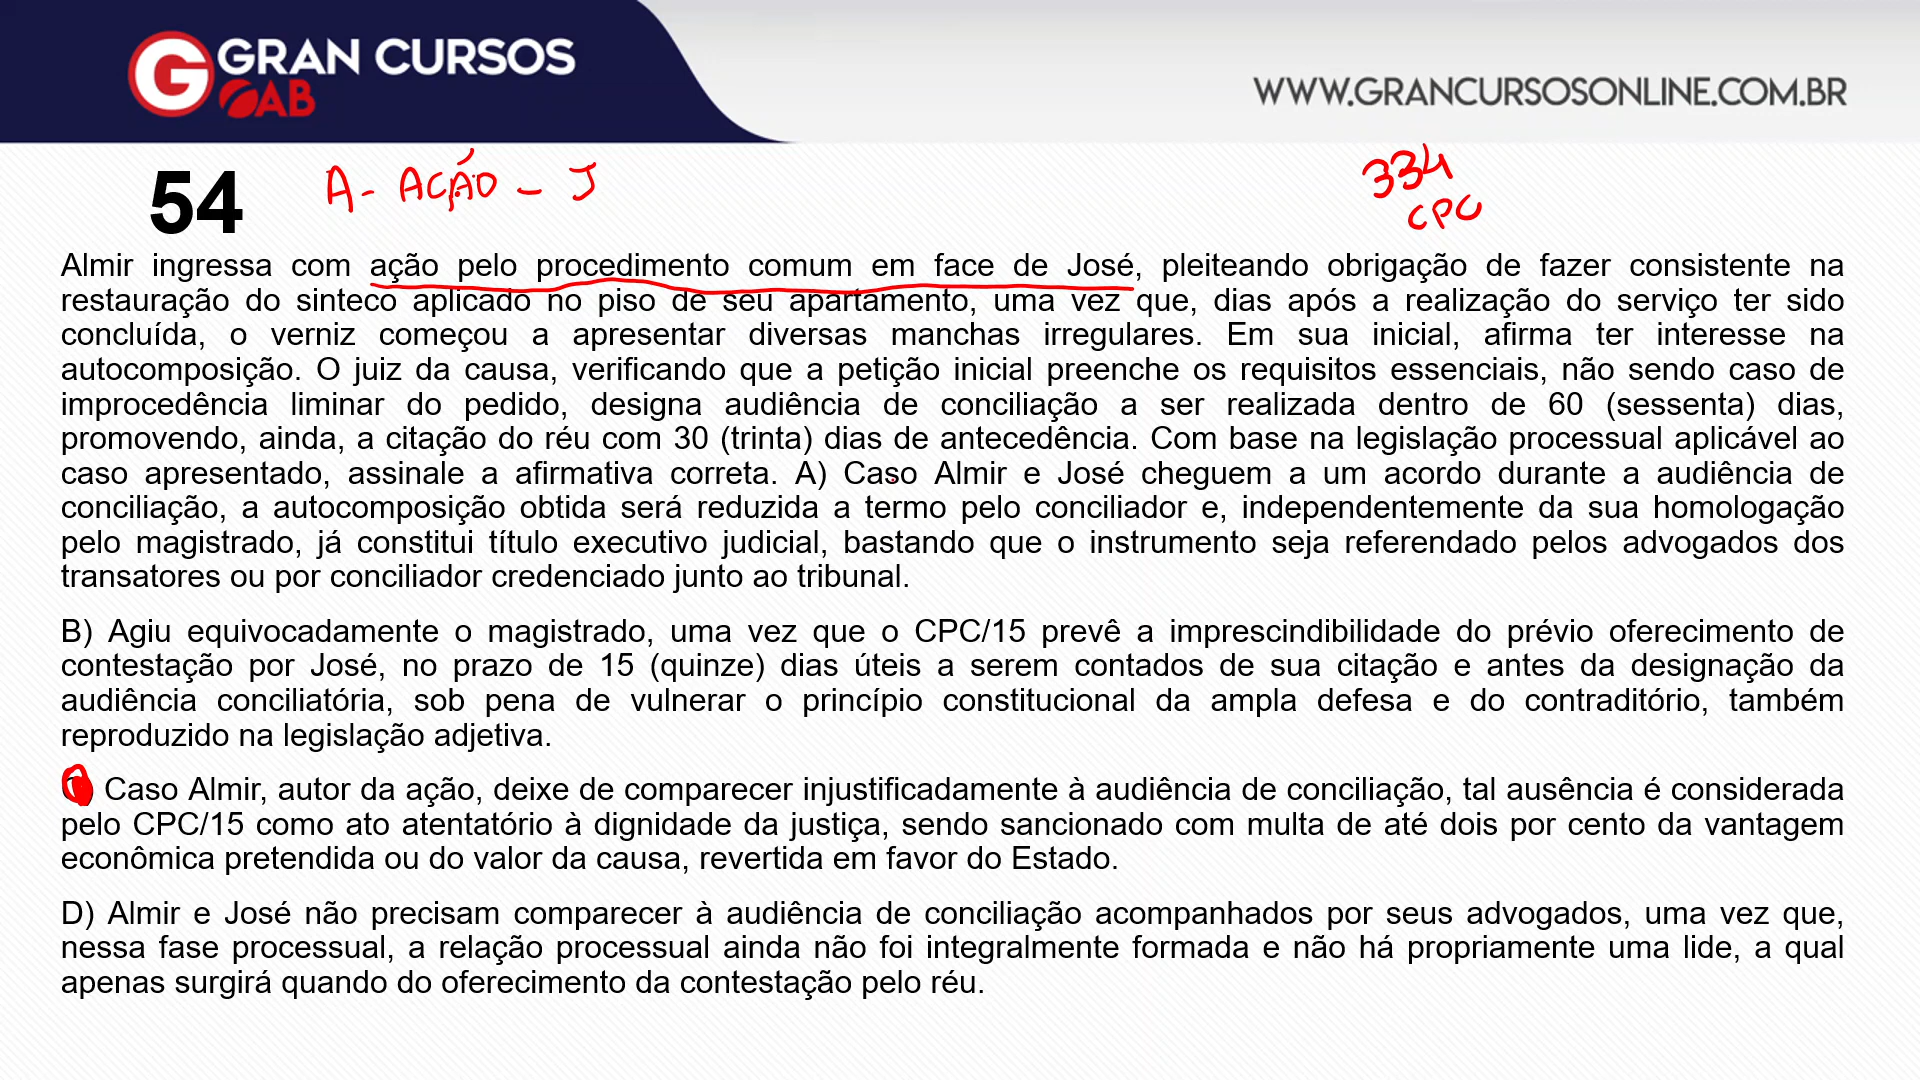 GRAN CURSOS
OAB
WWW.GRANCURSOSONLINE.COM.BR
54
A - AÇÃO - J
334
CPC
Almir ingressa com ação pelo procedimento comum em face de José, pleiteando obrigação de fazer consistente na
restauração do sinteco aplicado no piso de seu apartamento, uma vez que, dias após a realização do serviço ter sido
concluída, o verniz começou a apresentar diversas manchas irregulares. Em sua inicial, afirma ter interesse na
autocomposição. O juiz da causa, verificando que a petição inicial preenche os requisitos essenciais, não sendo caso de
improcedência liminar do pedido, designa audiência de conciliação a ser realizada dentro de 60 (sessenta) dias,
promovendo, ainda, a citação do réu com 30 (trinta) dias de antecedência. Com base na legislação processual aplicável ao
caso apresentado, assinale a afirmativa correta. A) Caso Almir e José cheguem a um acordo durante a audiência de
conciliação, a autocomposição obtida será reduzida a termo pelo conciliador e, independentemente da sua homologação
pelo magistrado, já constitui título executivo judicial, bastando que o instrumento seja referendado pelos advogados dos
transatores ou por conciliador credenciado junto ao tribunal.
B) Agiu equivocadamente o magistrado, uma vez que o CPC/15 prevê a imprescindibilidade do prévio oferecimento de
contestação por José, no prazo de 15 (quinze) dias úteis a serem contados de sua citação e antes da designação da
audiência conciliatória, sob pena de vulnerar o princípio constitucional da ampla defesa e do contraditório, também
reproduzido na legislação adjetiva.
Caso Almir, autor da ação, deixe de comparecer injustificadamente à audiência de conciliação, tal ausência é considerada
pelo CPC/15 como ato atentatório à dignidade da justiça, sendo sancionado com multa de até dois por cento da vantagem
econômica pretendida ou do valor da causa, revertida em favor do Estado.
D) Almir e José não precisam comparecer à audiência de conciliação acompanhados por seus advogados, uma vez que,
nessa fase processual, a relação processual ainda não foi integralmente formada e não há propriamente uma lide, a qual
apenas surgirá quando do oferecimento da contestação pelo réu.